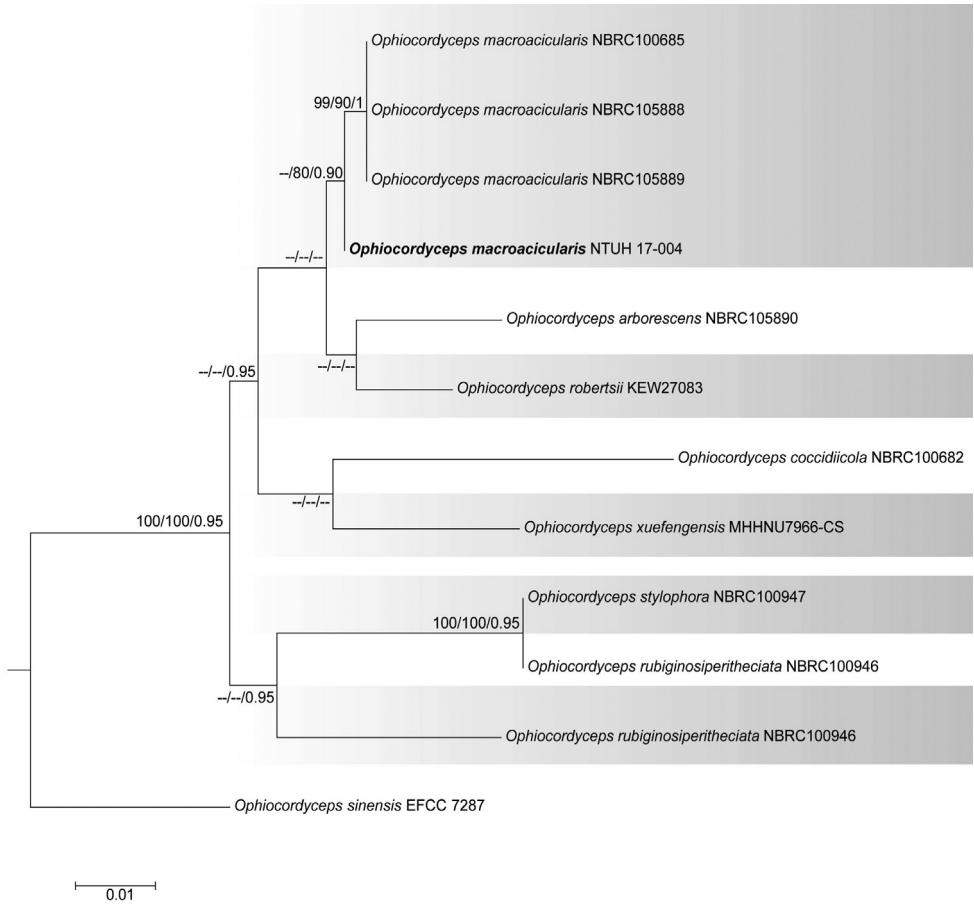 Ophiocordyceps macroacicularis NBRC100685
99/90/1
Ophiocordyceps macroacicularis NBRC105888
--/80/0.90
Ophiocordyceps macroacicularis NBRC105889
Ophiocordyceps macroacicularis NTUH 17-004
--/--/--
Ophiocordyceps arborescens NBRC105890
--/--/--
--/--/0.95
Ophiocordyceps robertsii KEW27083
Ophiocordyceps coccidiicola NBRC100682
--/--/--
100/100/0.95
Ophiocordyceps xuefengensis MHHNU7966-CS
Ophiocordyceps stylophora NBRC100947
100/100/0.95
Ophiocordyceps rubiginosiperitheciata NBRC100946
--/--/0.95
Ophiocordyceps rubiginosiperitheciata NBRC100946
Ophiocordyceps sinensis EFCC 7287
0.01